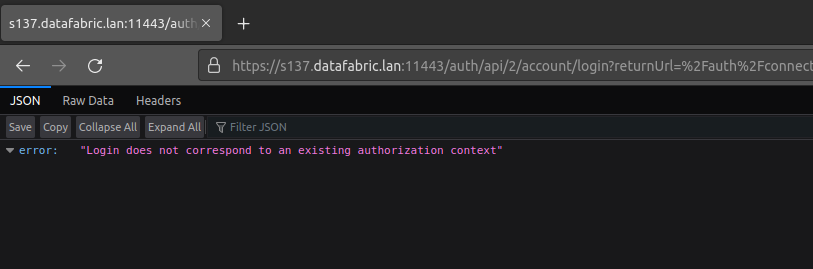 s137.datafabric.lan:11443/auth
https://s137.datafabric.lan:11443/auth/api/2/account/login?returnUrl=%2Fauth%2Fconnect
JSON Raw Data Headers
Save Copy Collapse All Expand All Filter JSON
error: "Login does not correspond to an existing authorization context"